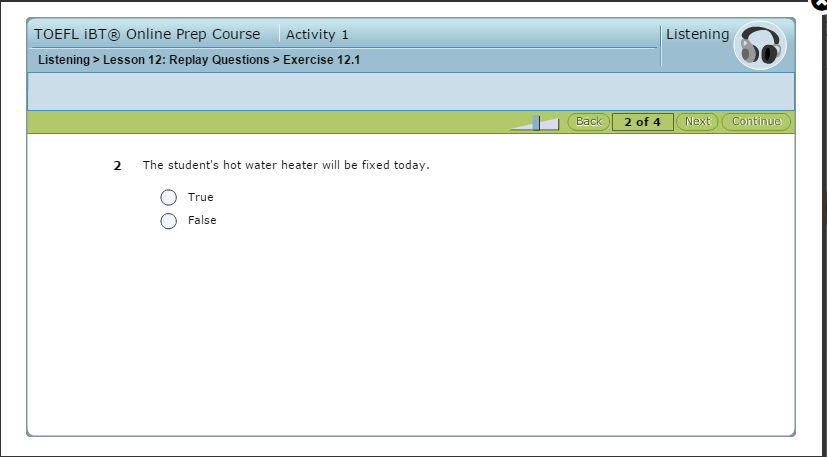 TOEFL iBT® Online Prep Course Activity 1 Listening
Listening > Lesson 12: Replay Questions > Exercise 12.1
Back 2 of 4 Next Continue
2 The student's hot water heater will be fixed today.
True
False